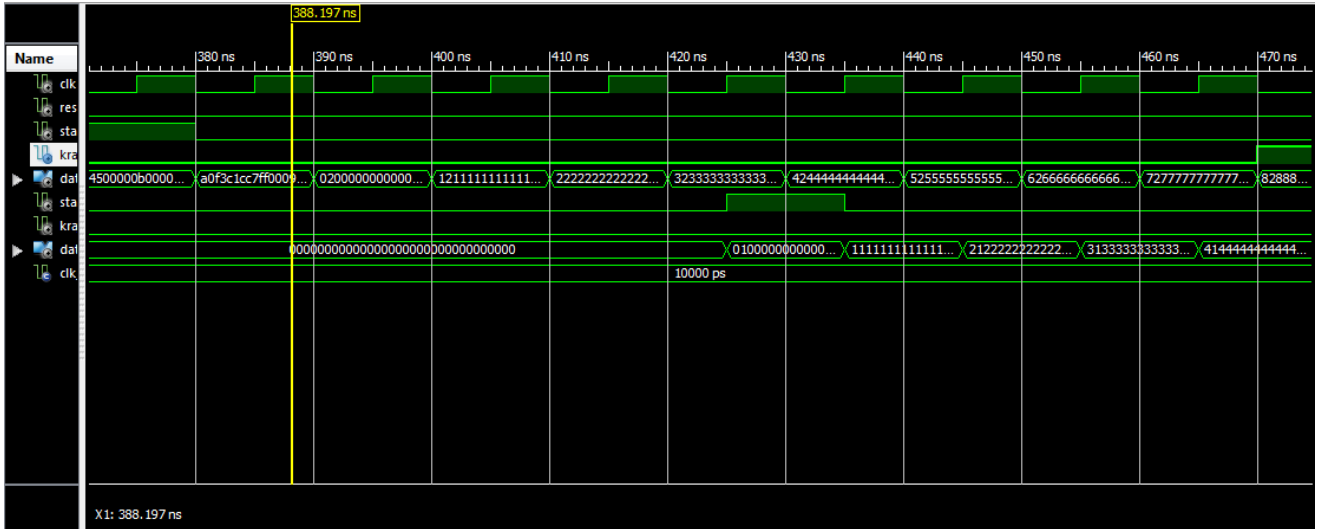 388.197 ns
Name
380 ns 390 ns 400 ns 410 ns 420 ns 430 ns 440 ns 450 ns 460 ns 470 ns
clk
res
sta
kra
dat 4500000b0000... a0f3c1cc7ff0009... 0200000000000... 1211111111111... 2222222222222... 3233333333333... 4244444444444... 5255555555555... 6266666666666... 7277777777777... 82888...
sta
kra
dat 00000000000000000000000000000000 0100000000000... 1111111111111... 2122222222222... 3133333333333... 4144444444444...
clk 10000 ps
X1: 388.197 ns